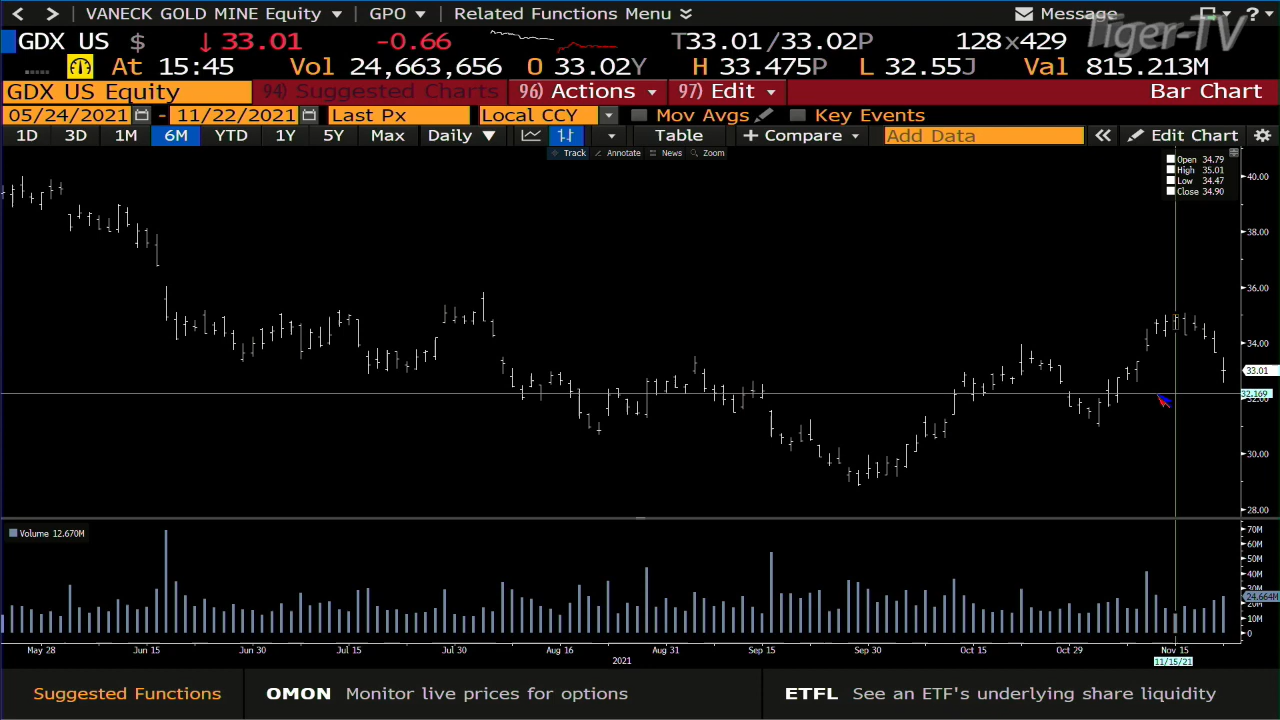 < > VANECK GOLD MINE Equity GPO Related Functions Menu Message ?
GDX US $ ↓33.01 -0.66 T33.01/33.02P 128×429 Tiger-TV
At 15:45 Vol 24,663,656 O 33.02Y H 33.475P L 32.55J Val 815.213M
GDX US Equity 94) Suggested Charts 96) Actions 97) Edit Bar Chart
05/24/2021 - 11/22/2021 Last Px Local CCY Mov Avgs Key Events
1D 3D 1M 6M YTD 1Y 5Y Max Daily ▼ Table + Compare Add Data « Edit Chart
Track Annotate News Zoom
Open 34.79
High 35.01
Low 34.47
Close 34.90
40.00
38.00
36.00
34.00
33.01
32.169
32.00
30.00
28.00
Volume 12.670M
70M
60M
50M
40M
30M
24.664M
20M
10M
0
May 28 Jun 15 Jun 30 Jul 15 Jul 30 Aug 16 Aug 31 Sep 15 Sep 30 Oct 15 Oct 29 Nov 15
2021 11/15/21
Suggested Functions OMON Monitor live prices for options ETFL See an ETF's underlying share liquidity